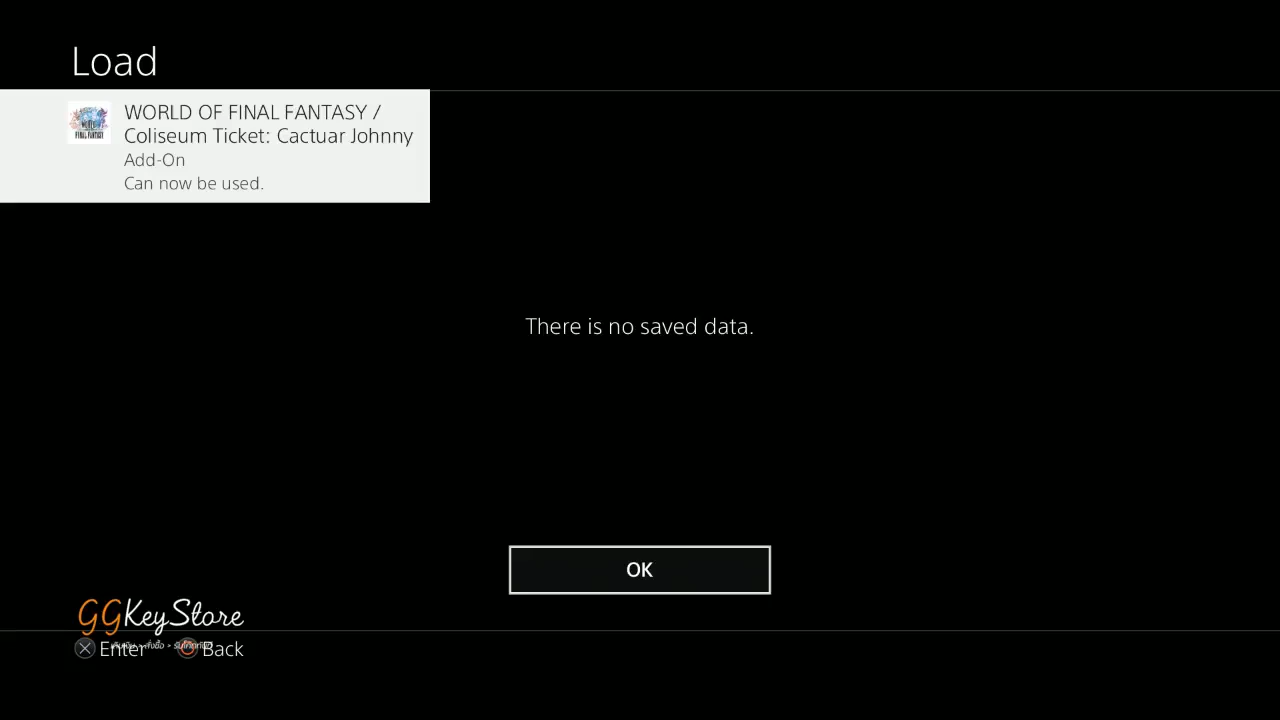 Load
WORLD OF FINAL FANTASY /
Coliseum Ticket: Cactuar Johnny
Add-On
Can now be used.
There is no saved data.
OK
GGKeyStore
Enter
Back